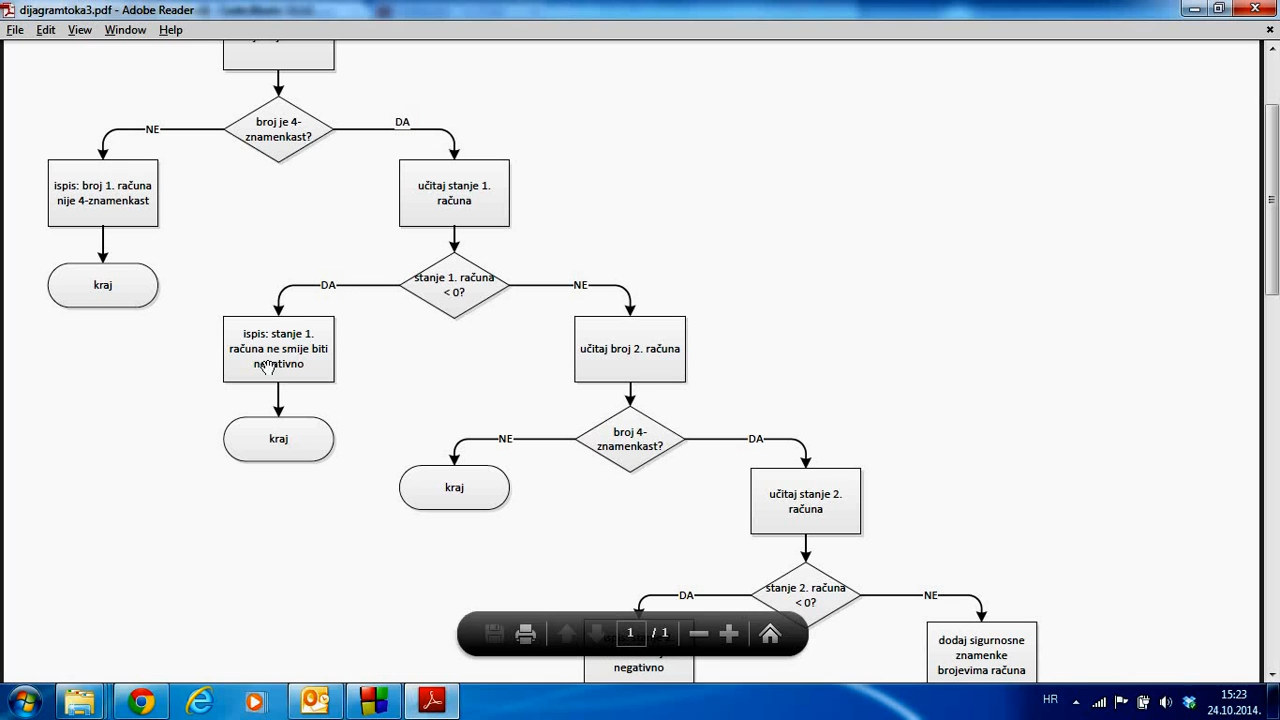 dijagramtoka3.pdf - Adobe Reader
File Edit View Window Help
broj je 4-
znamenkast?
NE
DA
ispis: broj 1. računa
nije 4-znamenkast
učitaj stanje 1.
računa
kraj
stanje 1. računa
< 0?
DA
NE
ispis: stanje 1.
računa ne smije biti
učitaj broj 2. računa
kraj
broj 4-
znamenkast?
NE
DA
kraj
učitaj stanje 2.
računa
stanje 2. računa
< 0?
DA
NE
1 / 1
negativno
dodaj sigurnosne
znamenke
brojevima računa
HR
15:23
24.10.2014.